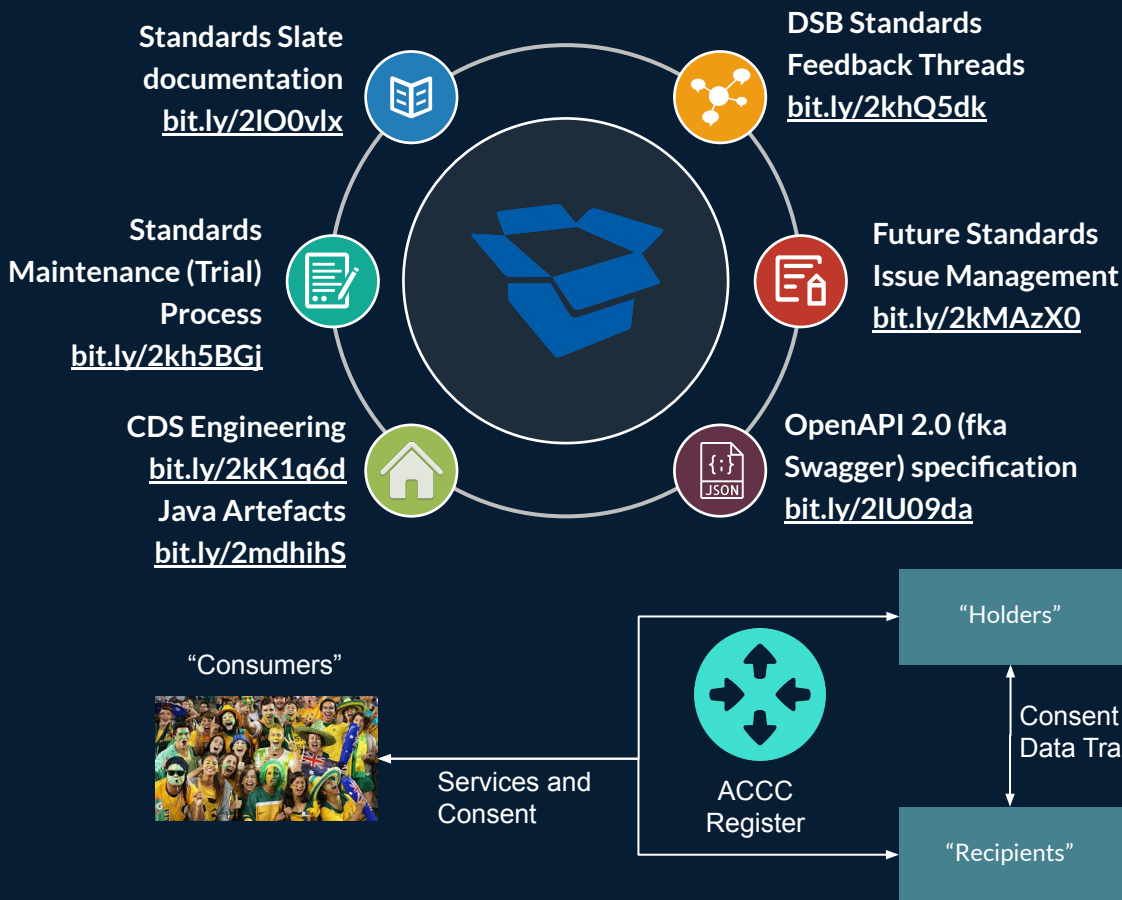 Standards Slate
documentation
bit.ly/2lO0vlx
DSB Standards
Feedback Threads
bit.ly/2khQ5dk
Standards
Maintenance (Trial)
Process
bit.ly/2kh5BGj
Future Standards
Issue Management
bit.ly/2kMAzX0
CDS Engineering
bit.ly/2kK1q6d
Java Artefacts
bit.ly/2mdhihS
{;}
JSON
OpenAPI 2.0 (fka
Swagger) specification
bit.ly/2lU09da
“Consumers”
Services and
Consent
ACCC
Register
“Holders”
Consent
Data Tra
“Recipients”